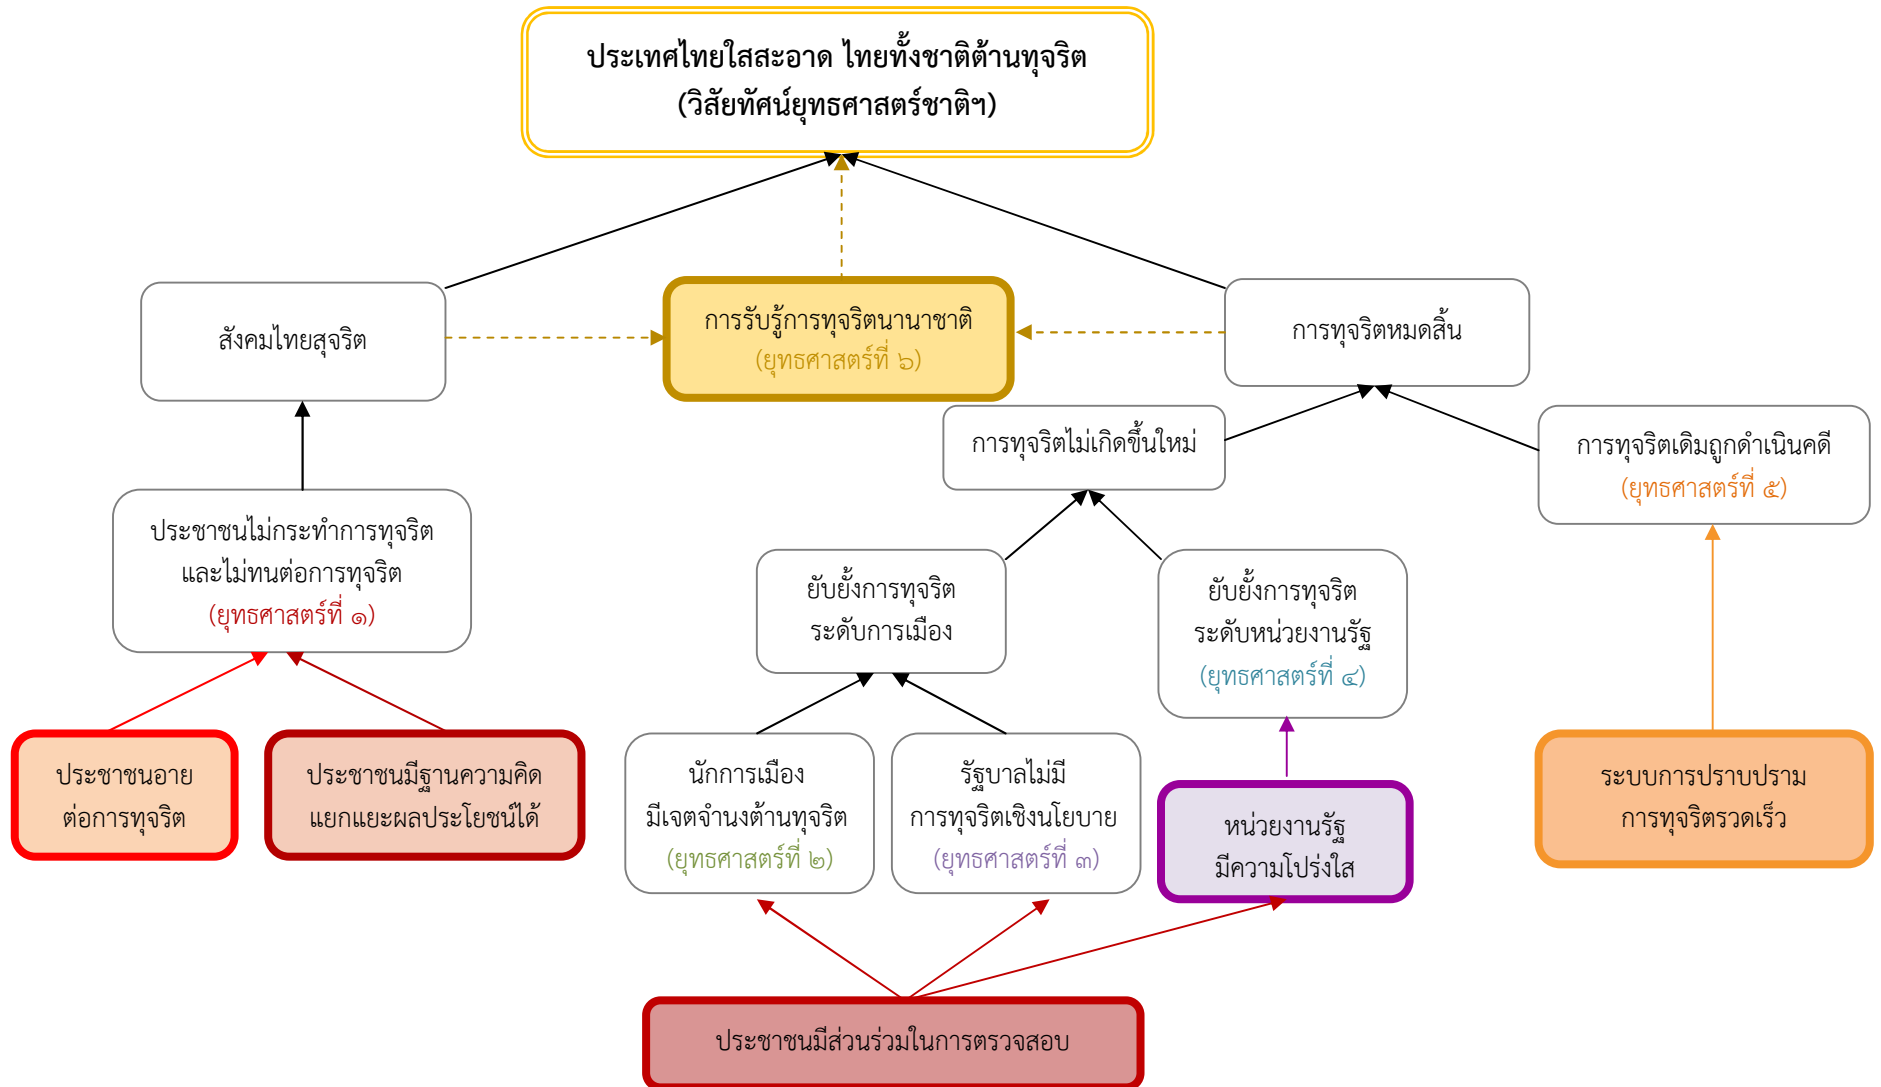 ประเทศไทยใสสะอาด ไทยทั้งชาติต้านทุจริต
(วิสัยทัศน์ยุทธศาสตร์ชาติฯ)
สังคมไทยสุจริต
การรับรู้การทุจริตนานาชาติ
(ยุทธศาสตร์ที่ ๖)
การทุจริตหมดสิ้น
การทุจริตไม่เกิดขึ้นใหม่
การทุจริตเดิมถูกดำเนินคดี
(ยุทธศาสตร์ที่ ๕)
ประชาชนไม่กระทำการทุจริต
และไม่ทนต่อการทุจริต
(ยุทธศาสตร์ที่ ๑)
ยับยั้งการทุจริต
ระดับการเมือง
ยับยั้งการทุจริต
ระดับหน่วยงานรัฐ
(ยุทธศาสตร์ที่ ๔)
ประชาชนอาย
ต่อการทุจริต
ประชาชนมีฐานความคิด
แยกแยะผลประโยชน์ได้
นักการเมือง
มีเจตจำนงต้านทุจริต
(ยุทธศาสตร์ที่ ๒)
รัฐบาลไม่มี
การทุจริตเชิงนโยบาย
(ยุทธศาสตร์ที่ ๓)
หน่วยงานรัฐ
มีความโปร่งใส
ระบบการปราบปราม
การทุจริตรวดเร็ว
ประชาชนมีส่วนร่วมในการตรวจสอบ